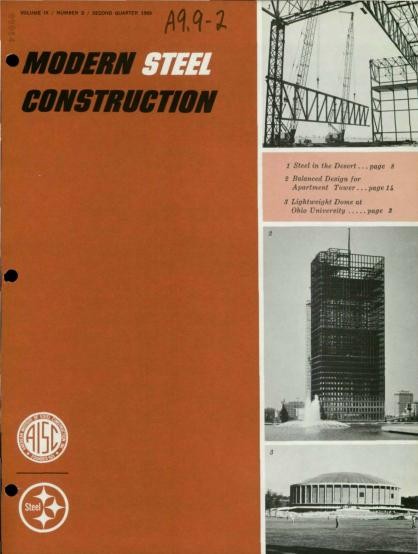 VOLUME IX / NUMBER 2 / SECOND QUARTER 1969
A9.9-2
MODERN STEEL
CONSTRUCTION
1 Steel in the Desert . . . page 8
2 Balanced Design for
Apartment Tower . . . page 14
3 Lightweight Dome at
Ohio University . . . . . page 3
2
3
AISC
Steel